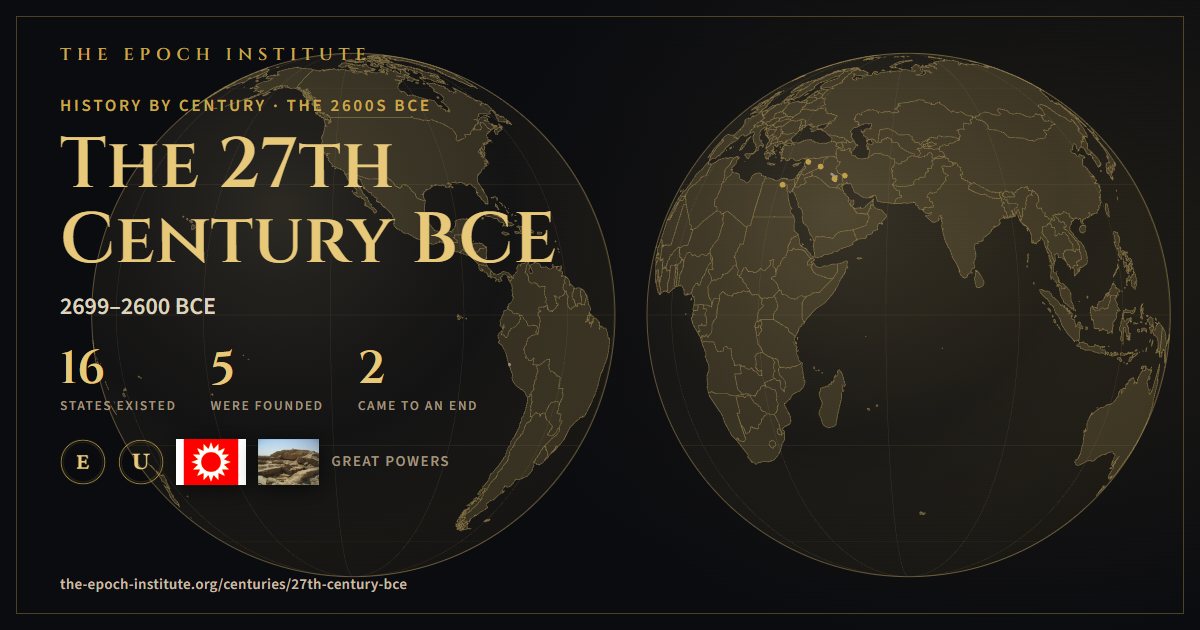 THE EPOCH INSTITUTE
HISTORY BY CENTURY · THE 2600S BCE
THE 27TH
CENTURY BCE
2699–2600 BCE
16
STATES EXISTED
5
WERE FOUNDED
2
CAME TO AN END
E
U
GREAT POWERS
the-epoch-institute.org/centuries/27th-century-bce